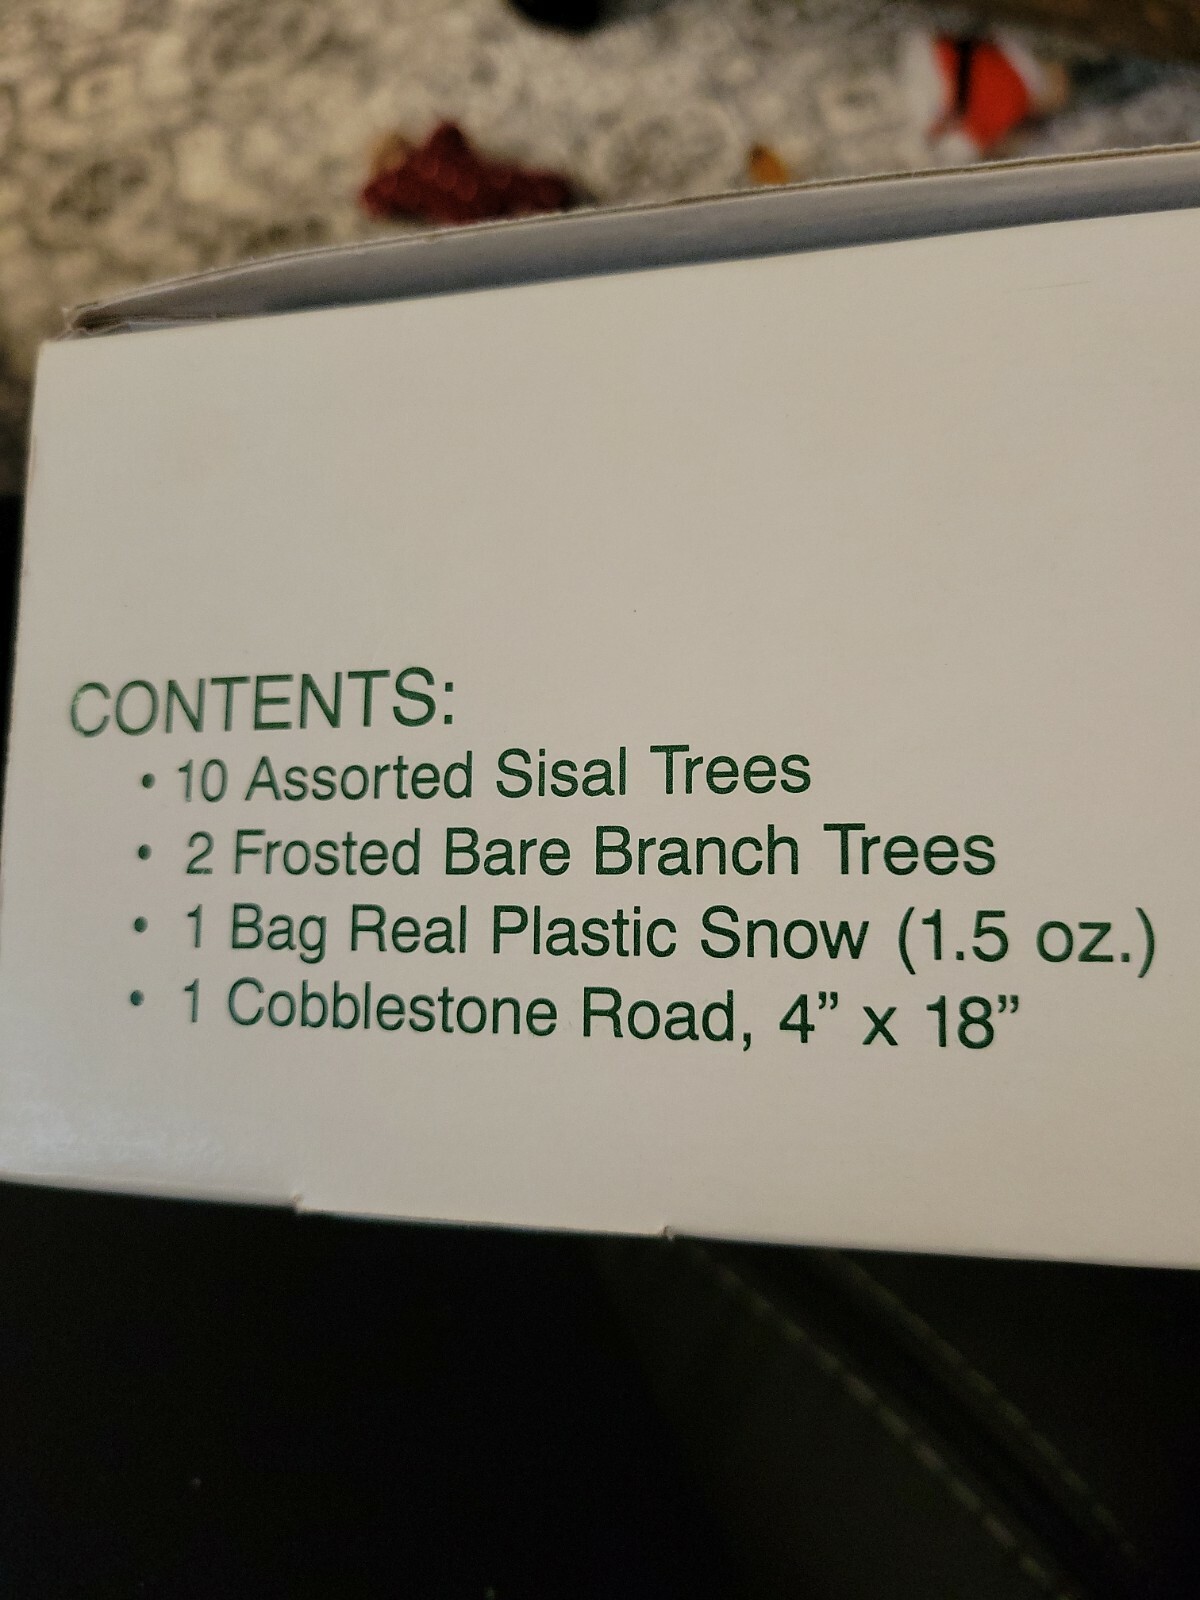 CONTENTS:
• 10 Assorted Sisal Trees
• 2 Frosted Bare Branch Trees
• 1 Bag Real Plastic Snow (1.5 oz.)
• 1 Cobblestone Road, 4” x 18”